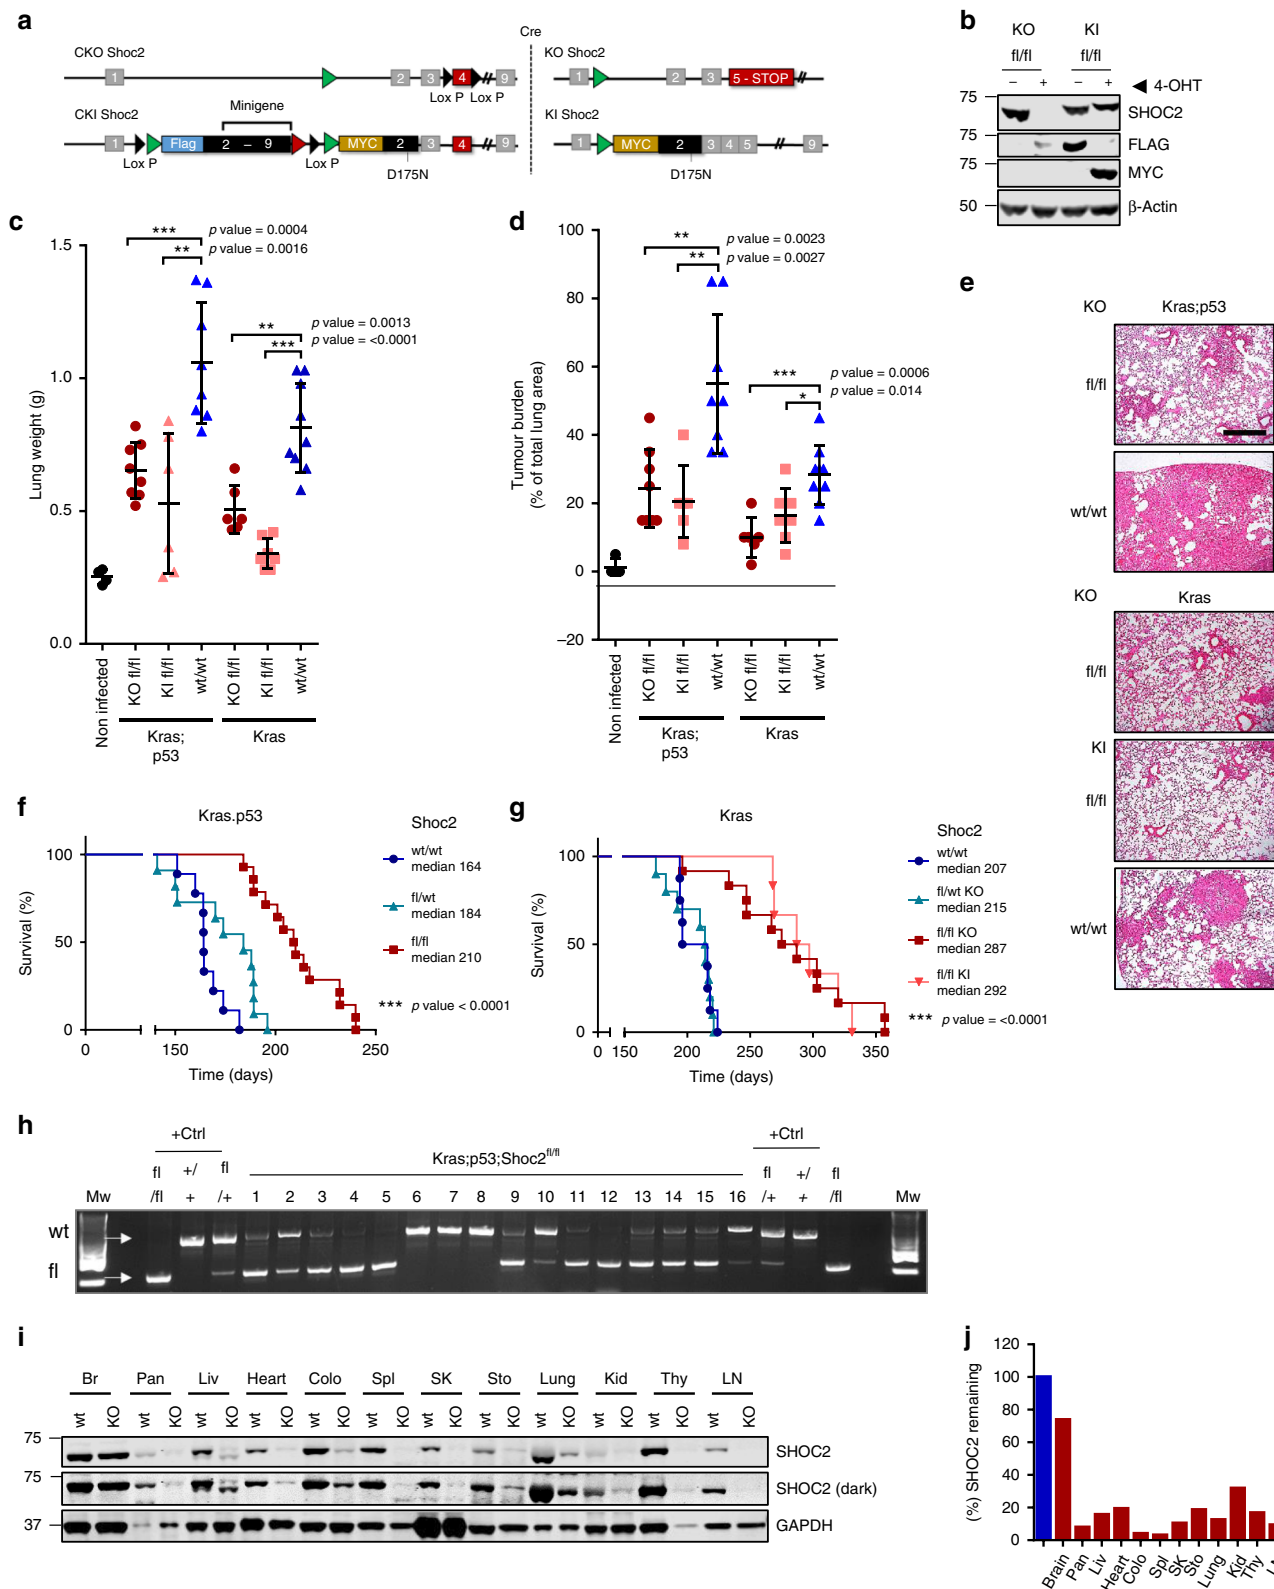 a
CKO Shoc2
1 2 3 4 9
Lox P Lox P
Cre
KO Shoc2
1 2 3 5 - STOP
CKI Shoc2
Minigene
1 Flag 2 – 9 MYC 2 3 4 9
Lox P Lox P
D175N
KI Shoc2
1 MYC 2 3 4 5 9
D175N
b
KO KI
fl/fl fl/fl
– + – + 4-OHT
75 SHOC2
75 FLAG
75 MYC
50 β-Actin
c
Lung weight (g)
1.5
1.0
0.5
0.0
*** p value = 0.0004
** p value = 0.0016
** p value = 0.0013
*** p value = <0.0001
Non infected
KO fl/fl
KI fl/fl
wt/wt
KO fl/fl
KI fl/fl
wt/wt
Kras;
p53
Kras
d
Tumour burden
(% of total lung area)
100
80
60
40
20
0
–20
** p value = 0.0023
** p value = 0.0027
*** p value = 0.0006
* p value = 0.014
Non infected
KO fl/fl
KI fl/fl
wt/wt
KO fl/fl
KI fl/fl
wt/wt
Kras;
p53
Kras
e
KO Kras;p53
fl/fl
wt/wt
KO Kras
fl/fl
KI
fl/fl
wt/wt
f
Kras.p53
Survival (%)
100
50
0
0 150 200 250
Time (days)
Shoc2
wt/wt
median 164
fl/wt
median 184
fl/fl
median 210
*** p value < 0.0001
g
Kras
Survival (%)
100
50
0
0 150 200 250 300 350
Time (days)
Shoc2
wt/wt
median 207
fl/wt KO
median 215
fl/fl KO
median 287
fl/fl KI
median 292
*** p value = <0.0001
h
+Ctrl Kras;p53;Shoc2fl/fl +Ctrl
Mw fl/fl +/+ fl/+ 1 2 3 4 5 6 7 8 9 10 11 12 13 14 15 16 fl/+ +/+ fl/fl Mw
wt
fl
i
Br Pan Liv Heart Colo Spl SK Sto Lung Kid Thy LN
wt KO wt KO wt KO wt KO wt KO wt KO wt KO wt KO wt KO wt KO wt KO wt KO
75 SHOC2
75 SHOC2 (dark)
37 GAPDH
j
(%) SHOC2 remaining
120
100
80
60
40
20
0
Brain
Pan
Liv
Heart
Colo
Spl
SK
Sto
Lung
Kid
Thy